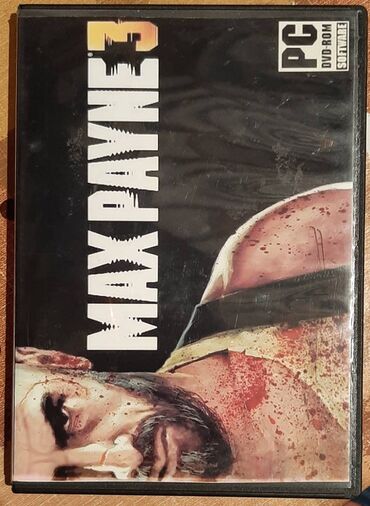 MAX PAYNE 3
PC
DVD-ROM
SOFTWARE